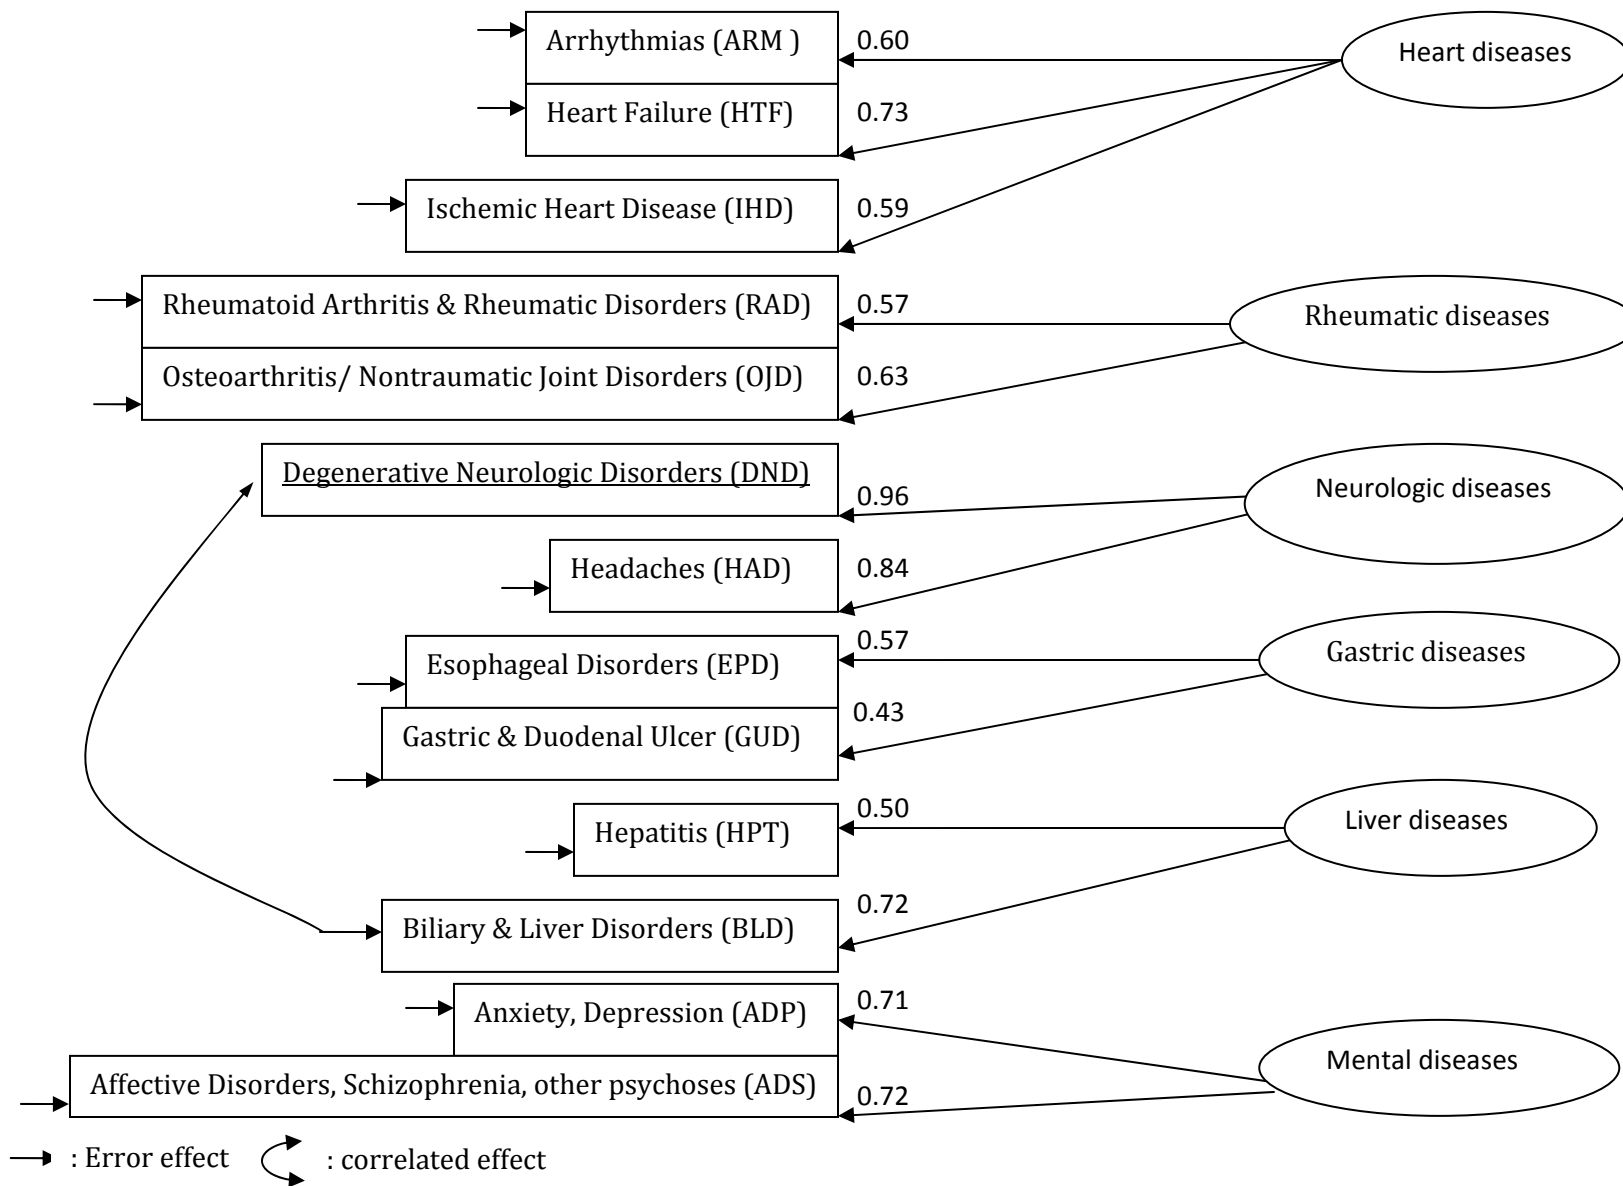 Arrhythmias (ARM )
0.60
Heart diseases
Heart Failure (HTF)
0.73
Ischemic Heart Disease (IHD)
0.59
Rheumatoid Arthritis & Rheumatic Disorders (RAD)
0.57
Rheumatic diseases
Osteoarthritis/ Nontraumatic Joint Disorders (OJD)
0.63
Degenerative Neurologic Disorders (DND)
0.96
Neurologic diseases
Headaches (HAD)
0.84
Esophageal Disorders (EPD)
0.57
Gastric diseases
Gastric & Duodenal Ulcer (GUD)
0.43
Hepatitis (HPT)
0.50
Liver diseases
Biliary & Liver Disorders (BLD)
0.72
Anxiety, Depression (ADP)
0.71
Mental diseases
Affective Disorders, Schizophrenia, other psychoses (ADS)
0.72
: Error effect
: correlated effect